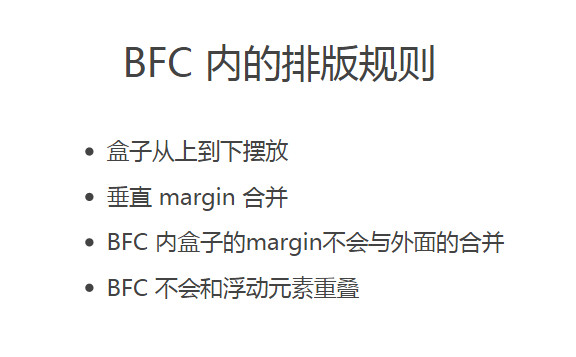 BFC 内的排版规则
盒子从上到下摆放
垂直 margin 合并
BFC 内盒子的margin不会与外面的合并
BFC 不会和浮动元素重叠